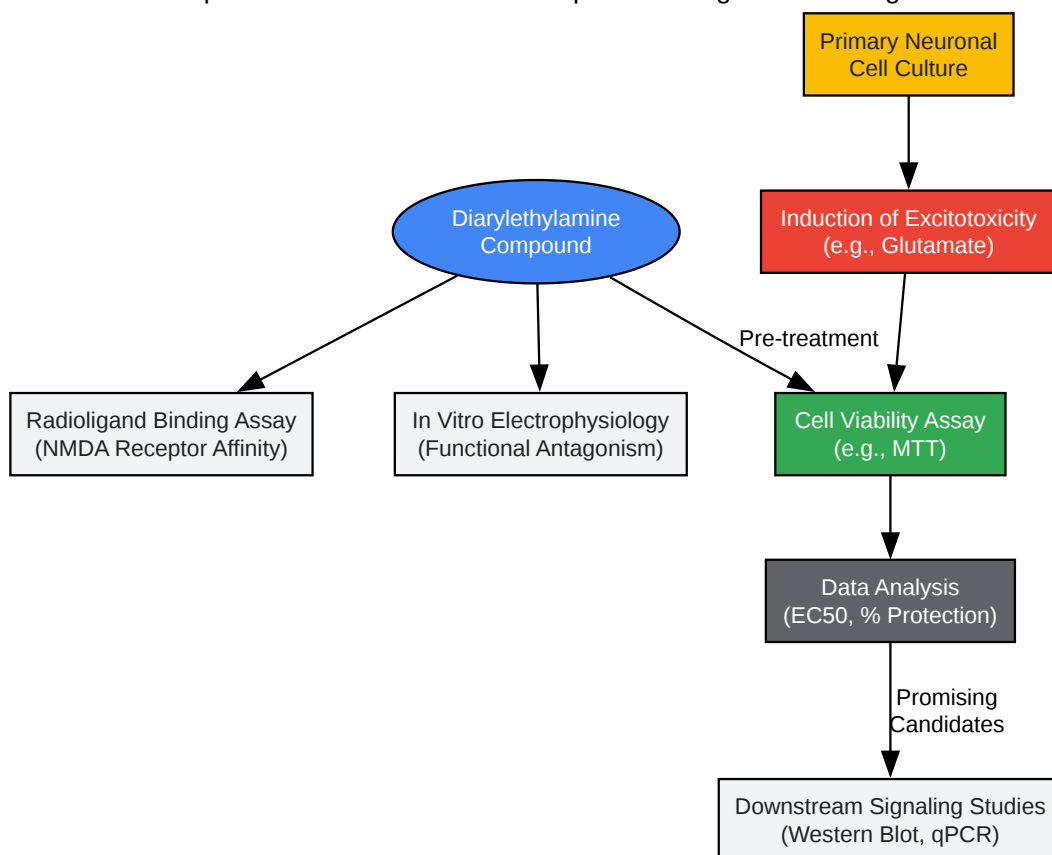 Primary Neuronal
Cell Culture
Diarylethylamine
Compound
Induction of Excitotoxicity
(e.g., Glutamate)
Pre-treatment
Radioligand Binding Assay
(NMDA Receptor Affinity)
In Vitro Electrophysiology
(Functional Antagonism)
Cell Viability Assay
(e.g., MTT)
Data Analysis
(EC50, % Protection)
Promising
Candidates
Downstream Signaling Studies
(Western Blot, qPCR)